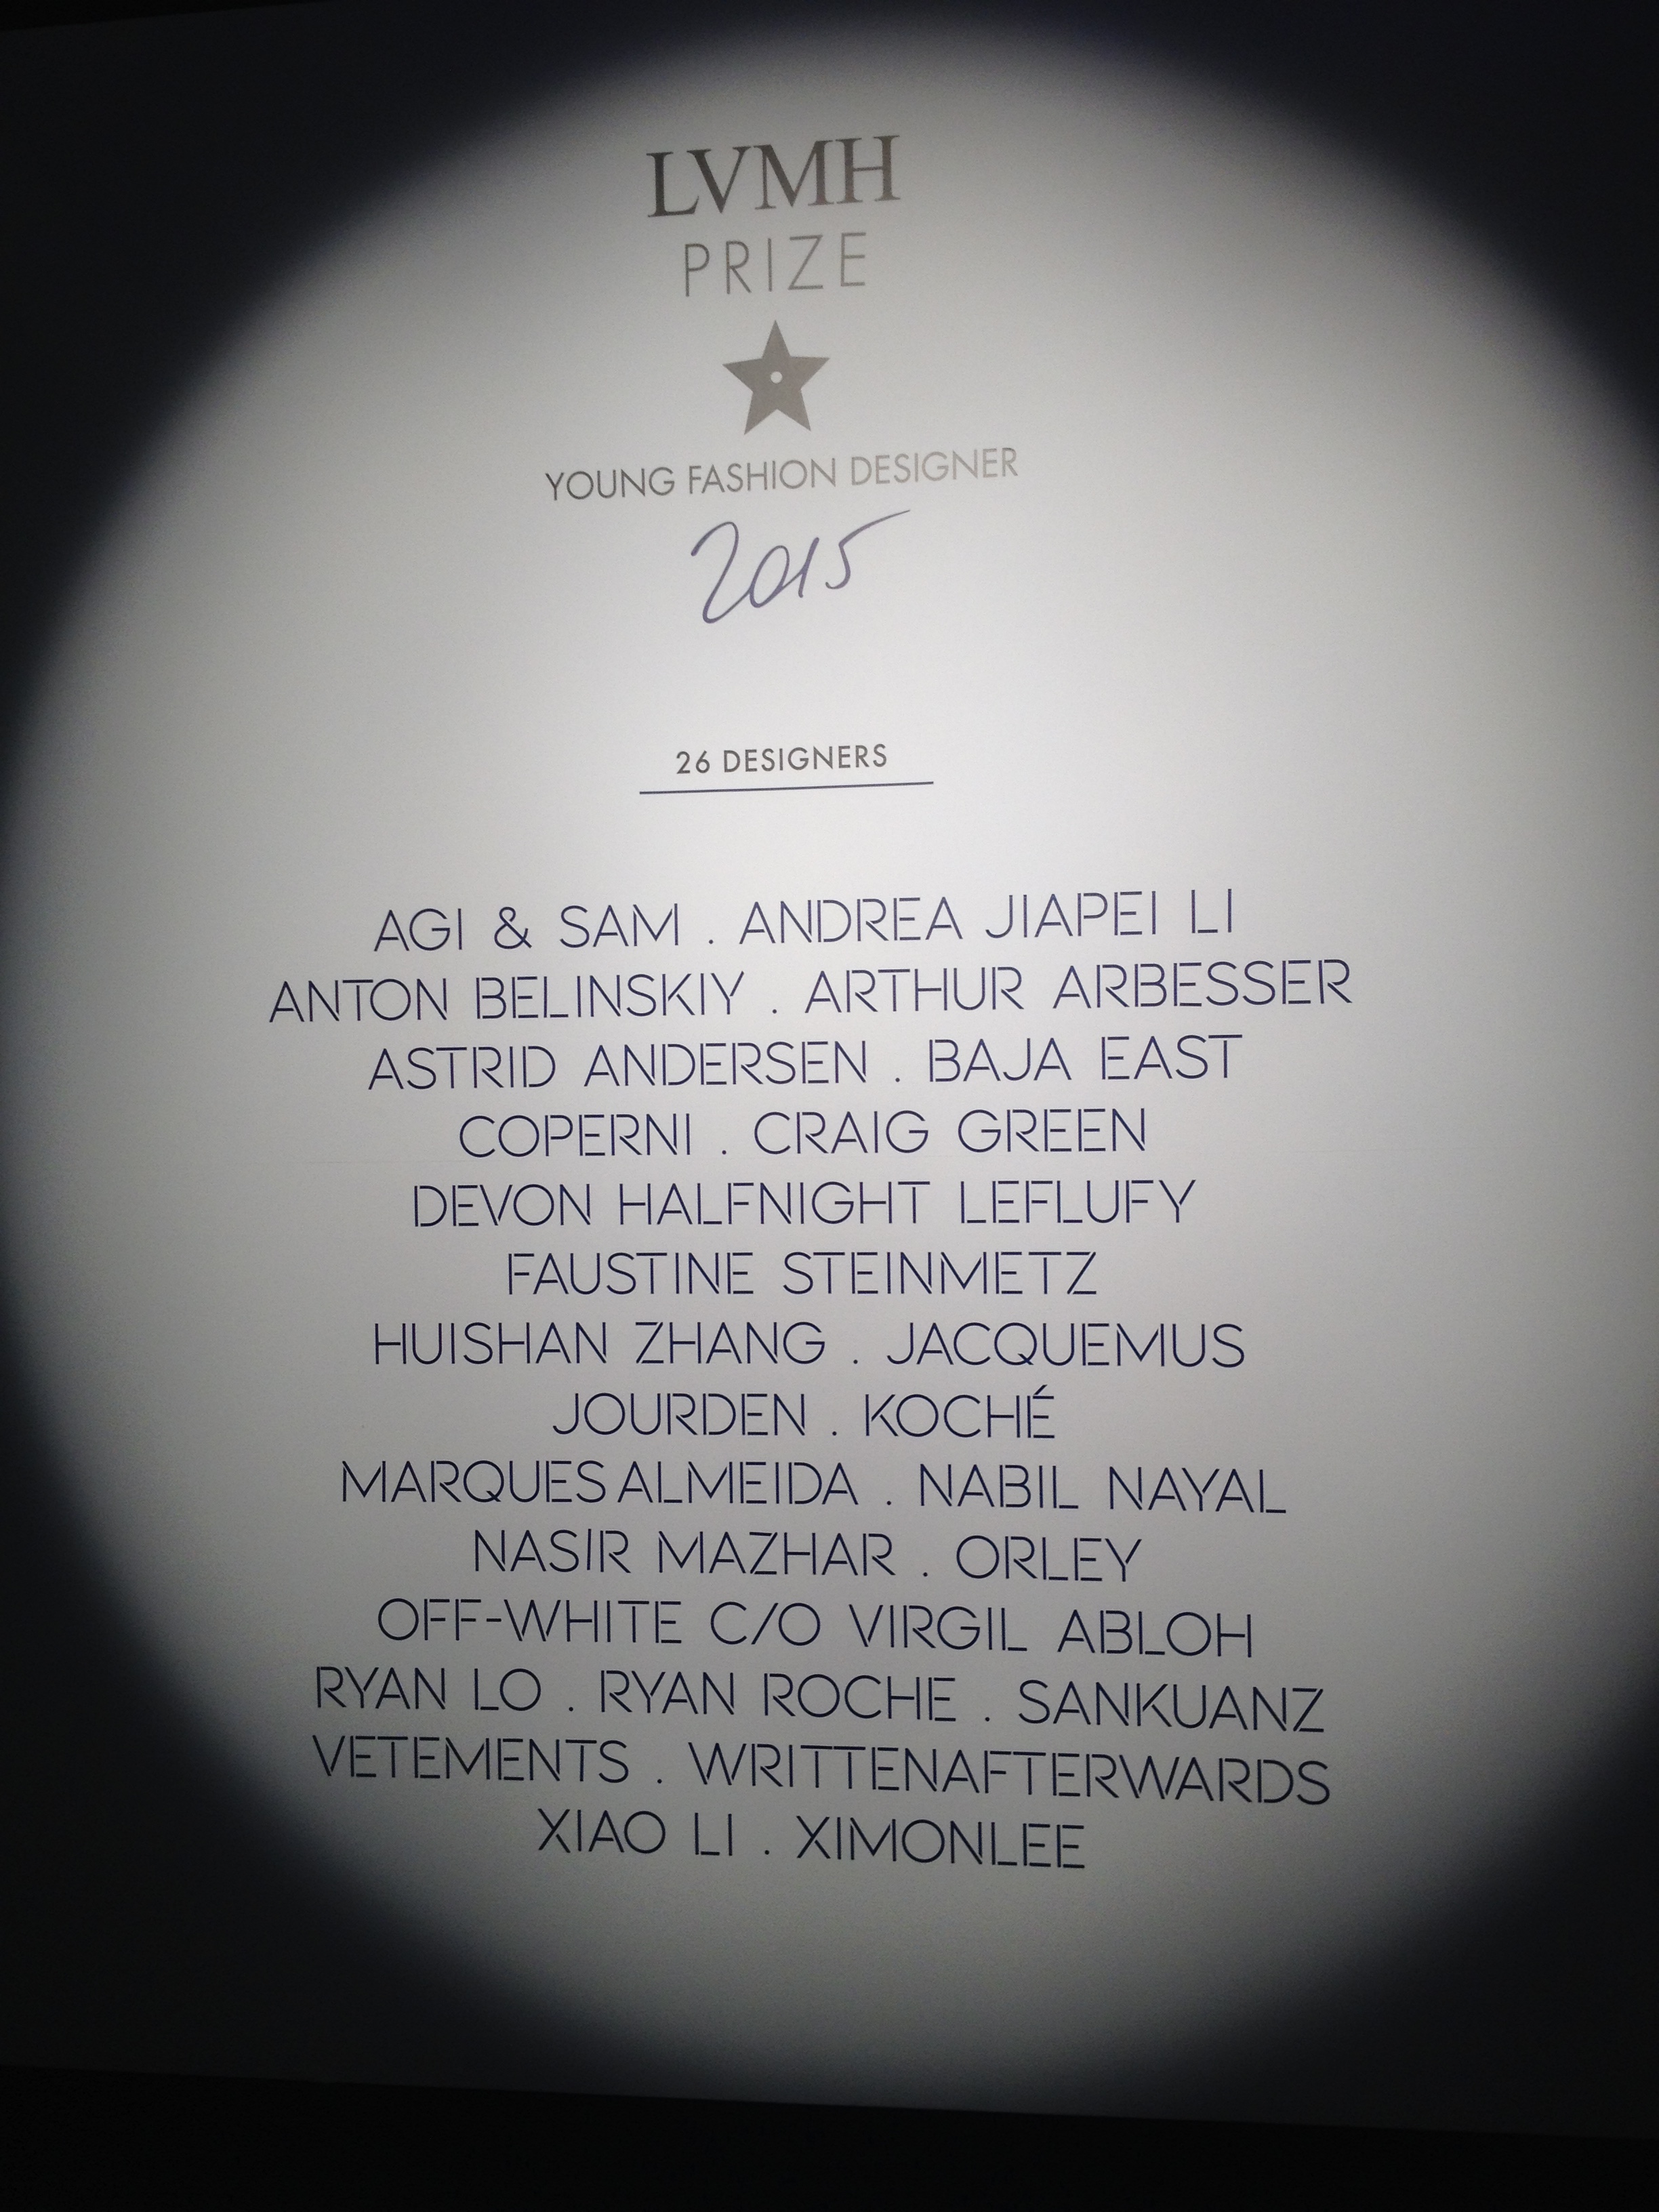 LVMH
PRIZE
YOUNG FASHION DESIGNER
2015
26 DESIGNERS
AGI & SAM . ANDREA JIAPEI LI
ANTON BELINSKIY . ARTHUR ARBESSER
ASTRID ANDERSEN . BAJA EAST
COPERNI . CRAIG GREEN
DEVON HALFNIGHT LEFLUFY
FAUSTINE STEINMETZ
HUISHAN ZHANG . JACQUEMUS
JOURDEN . KOCHÉ
MARQUES ALMEIDA . NABIL NAYAL
NASIR MAZHAR . ORLEY
OFF-WHITE C/O VIRGIL ABLOH
RYAN LO . RYAN ROCHE . SANKUANZ
VETEMENTS . WRITTENAFTERWARDS
XIAO LI . XIMONLEE